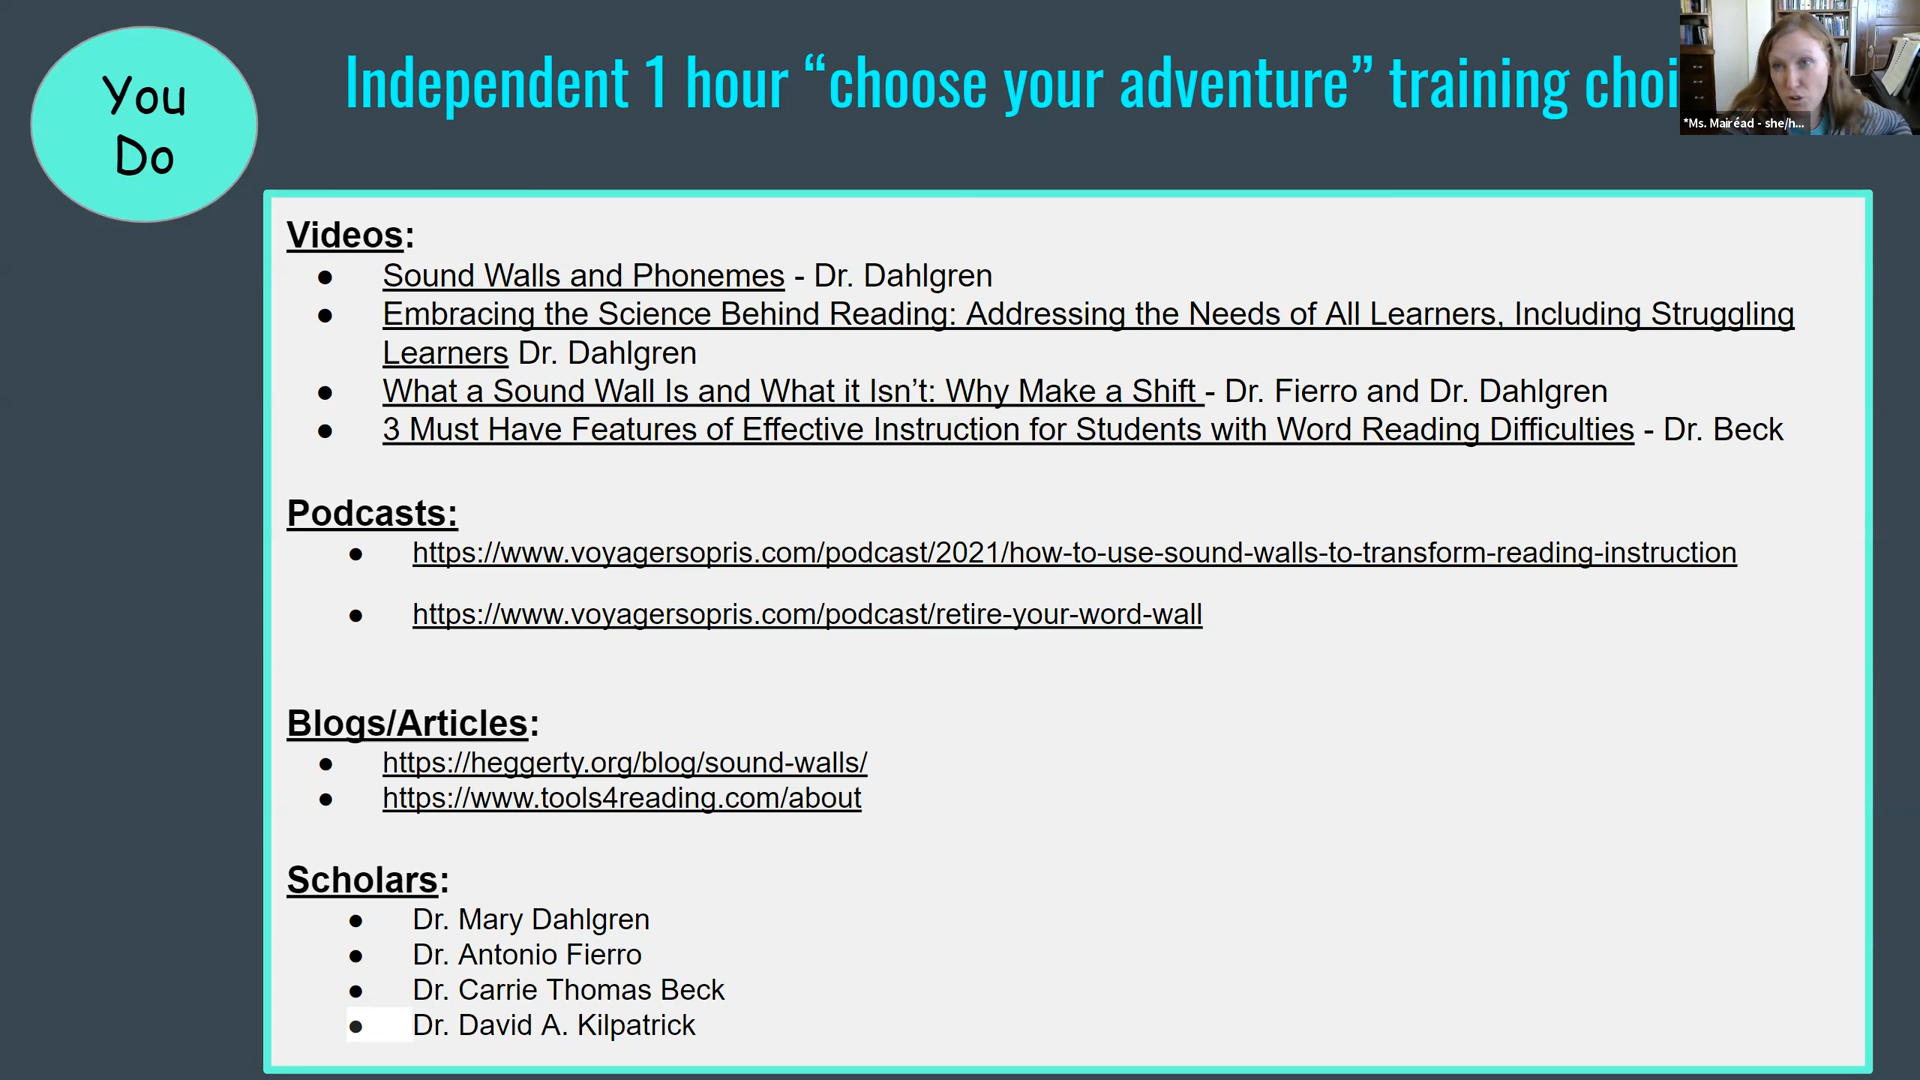 You
Do
Independent 1 hour “choose your adventure” training choi
*Ms. Mairéad - she/h...
Videos:
● Sound Walls and Phonemes - Dr. Dahlgren
● Embracing the Science Behind Reading: Addressing the Needs of All Learners, Including Struggling
Learners Dr. Dahlgren
● What a Sound Wall Is and What it Isn’t: Why Make a Shift - Dr. Fierro and Dr. Dahlgren
● 3 Must Have Features of Effective Instruction for Students with Word Reading Difficulties - Dr. Beck
Podcasts:
● https://www.voyagersopris.com/podcast/2021/how-to-use-sound-walls-to-transform-reading-instruction
● https://www.voyagersopris.com/podcast/retire-your-word-wall
Blogs/Articles:
● https://heggerty.org/blog/sound-walls/
● https://www.tools4reading.com/about
Scholars:
● Dr. Mary Dahlgren
● Dr. Antonio Fierro
● Dr. Carrie Thomas Beck
● Dr. David A. Kilpatrick